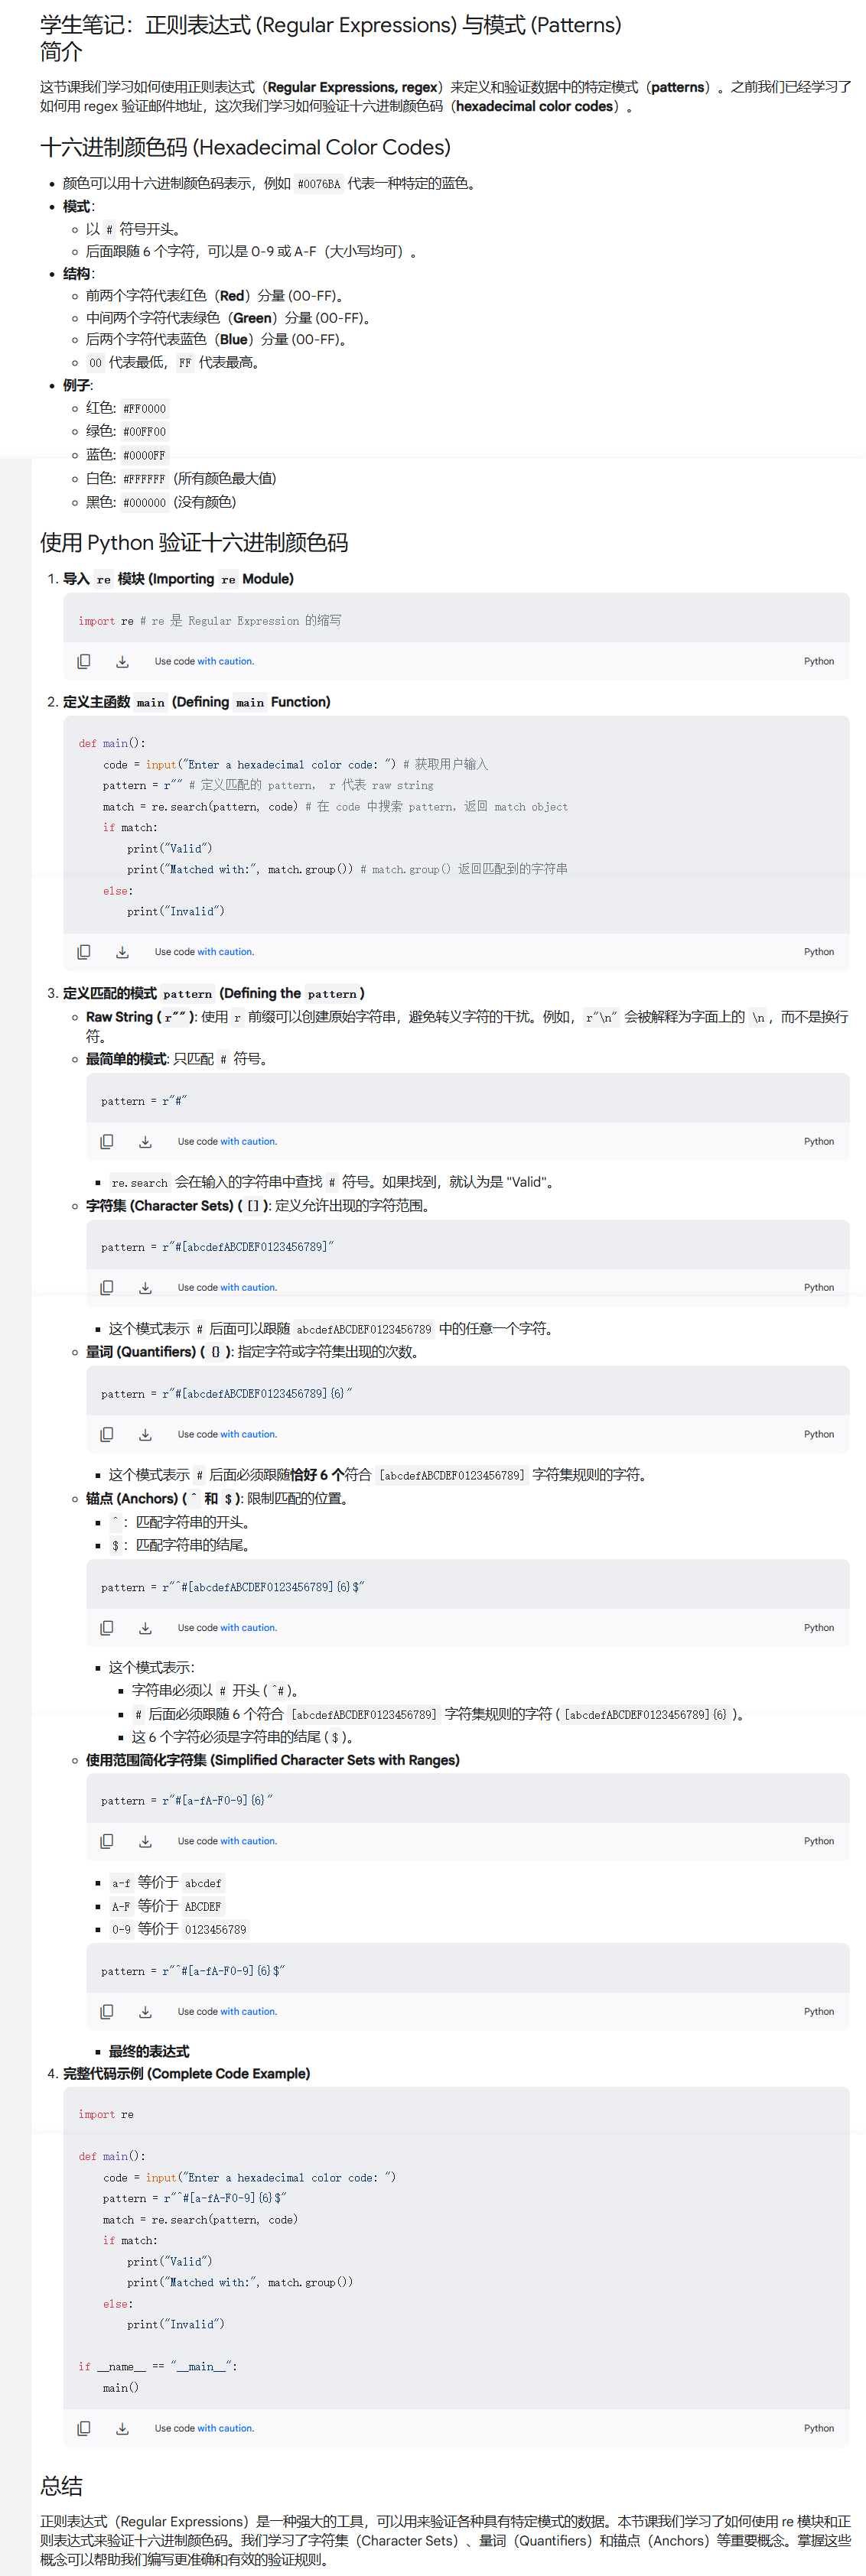 学生笔记：正则表达式 (Regular Expressions) 与模式 (Patterns)
简介
这节课我们学习如何使用正则表达式（Regular Expressions, regex）来定义和验证数据中的特定模式（patterns）。之前我们已经学习了
如何用 regex 验证邮件地址，这次我们学习如何验证十六进制颜色码（hexadecimal color codes）。
十六进制颜色码 (Hexadecimal Color Codes)
• 颜色可以用十六进制颜色码表示，例如 #0076BA 代表一种特定的蓝色。
• 模式：
◦ 以 # 符号开头。
◦ 后面跟随 6 个字符，可以是 0-9 或 A-F（大小写均可）。
• 结构：
◦ 前两个字符代表红色（Red）分量 (00-FF)。
◦ 中间两个字符代表绿色（Green）分量 (00-FF)。
◦ 后两个字符代表蓝色（Blue）分量 (00-FF)。
◦ 00 代表最低，FF 代表最高。
• 例子:
◦ 红色: #FF0000
◦ 绿色: #00FF00
◦ 蓝色: #0000FF
◦ 白色: #FFFFFF (所有颜色最大值)
◦ 黑色: #000000 (没有颜色)
使用 Python 验证十六进制颜色码
1. 导入 re 模块 (Importing re Module)
import re # re 是 Regular Expression 的缩写
Use code with caution. Python
2. 定义主函数 main (Defining main Function)
def main():
    code = input("Enter a hexadecimal color code: ") # 获取用户输入
    pattern = r"" # 定义匹配的 pattern, r 代表 raw string
    match = re.search(pattern, code) # 在 code 中搜索 pattern，返回 match object
    if match:
        print("Valid")
        print("Matched with:", match.group()) # match.group() 返回匹配到的字符串
    else:
        print("Invalid")
Use code with caution. Python
3. 定义匹配的模式 pattern (Defining the pattern)
◦ Raw String (r""): 使用 r 前缀可以创建原始字符串，避免转义字符的干扰。例如，r"\n" 会被解释为字面上的 \n，而不是换行
符。
◦ 最简单的模式: 只匹配 # 符号。
pattern = r"#"
Use code with caution. Python
▪ re.search 会在输入的字符串中查找 # 符号。如果找到，就认为是 "Valid"。
◦ 字符集 (Character Sets) ([]): 定义允许出现的字符范围。
pattern = r"#[abcdefABCDEF0123456789]"
Use code with caution. Python
▪ 这个模式表示 # 后面可以跟随 abcdefABCDEF0123456789 中的任意一个字符。
◦ 量词 (Quantifiers) ({}): 指定字符或字符集出现的次数。
pattern = r"#[abcdefABCDEF0123456789]{6}"
Use code with caution. Python
▪ 这个模式表示 # 后面必须跟随恰好 6 个符合 [abcdefABCDEF0123456789] 字符集规则的字符。
◦ 锚点 (Anchors) (^ 和 $): 限制匹配的位置。
▪ ^：匹配字符串的开头。
▪ $：匹配字符串的结尾。
pattern = r"^#[abcdefABCDEF0123456789]{6}$"
Use code with caution. Python
▪ 这个模式表示：
▪ 字符串必须以 # 开头 (^#)。
▪ # 后面必须跟随 6 个符合 [abcdefABCDEF0123456789] 字符集规则的字符 ([abcdefABCDEF0123456789]{6})。
▪ 这 6 个字符必须是字符串的结尾 ($)。
◦ 使用范围简化字符集 (Simplified Character Sets with Ranges)
pattern = r"#[a-fA-F0-9]{6}"
Use code with caution. Python
▪ a-f 等价于 abcdef
▪ A-F 等价于 ABCDEF
▪ 0-9 等价于 0123456789
pattern = r"^#[a-fA-F0-9]{6}$"
Use code with caution. Python
▪ 最终的表达式
4. 完整代码示例 (Complete Code Example)
import re
def main():
    code = input("Enter a hexadecimal color code: ")
    pattern = r"^#[a-fA-F0-9]{6}$"
    match = re.search(pattern, code)
    if match:
        print("Valid")
        print("Matched with:", match.group())
    else:
        print("Invalid")
if __name__ == "__main__":
    main()
Use code with caution. Python
总结
正则表达式（Regular Expressions）是一种强大的工具，可以用来验证各种具有特定模式的数据。本节课我们学习了如何使用 re 模块和正
则表达式来验证十六进制颜色码。我们学习了字符集（Character Sets）、量词（Quantifiers）和锚点（Anchors）等重要概念。掌握这些
概念可以帮助我们编写更准确和有效的验证规则。